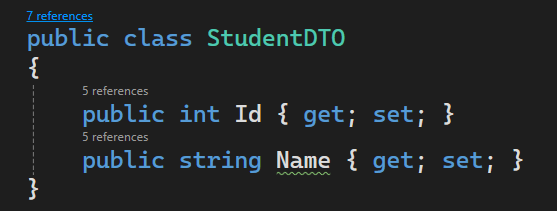 7 references
public class StudentDTO
{
5 references
public int Id { get; set; }
5 references
public string Name { get; set; }
}